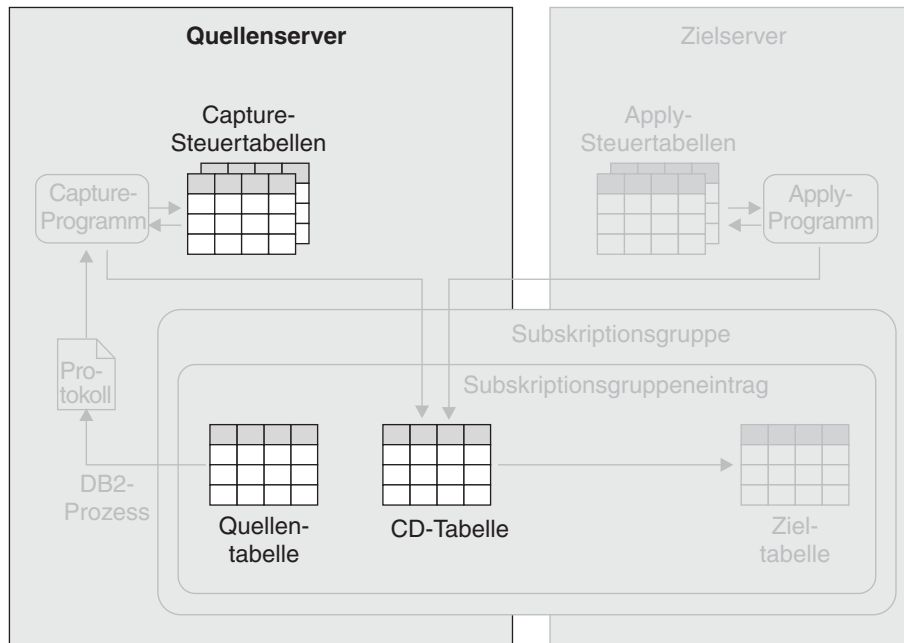 Quellenserver
Zielserver
Capture-
Steuertabellen
Apply-
Steuertabellen
Capture-
Programm
Apply-
Programm
Subskriptionsgruppe
Subskriptionsgruppeneintrag
Pro-
tokoll
DB2-
Prozess
Quellen-
tabelle
CD-Tabelle
Ziel-
tabelle